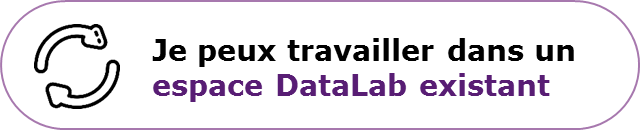 Je peux travailler dans un
espace DataLab existant